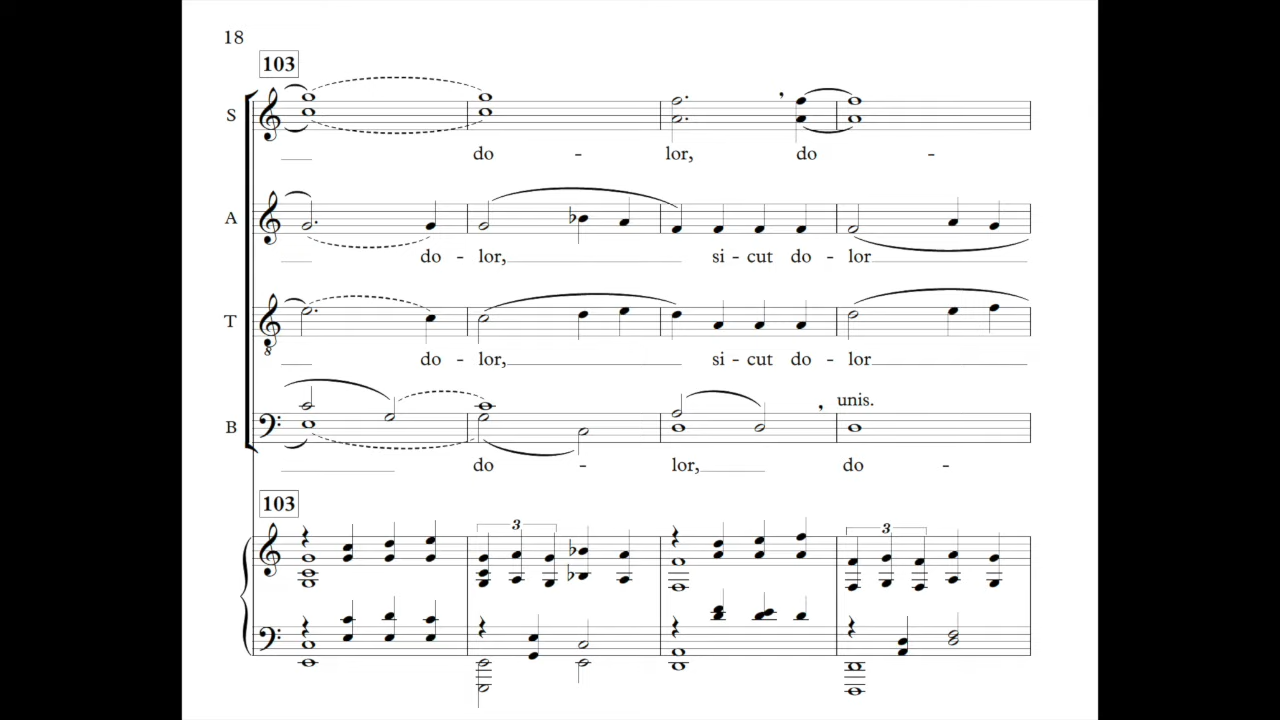 18
103
S
do - lor, do -
A
do - lor, si - cut do - lor
T
8
do - lor, si - cut do - lor
unis.
B
do - lor, do -
103
3 3